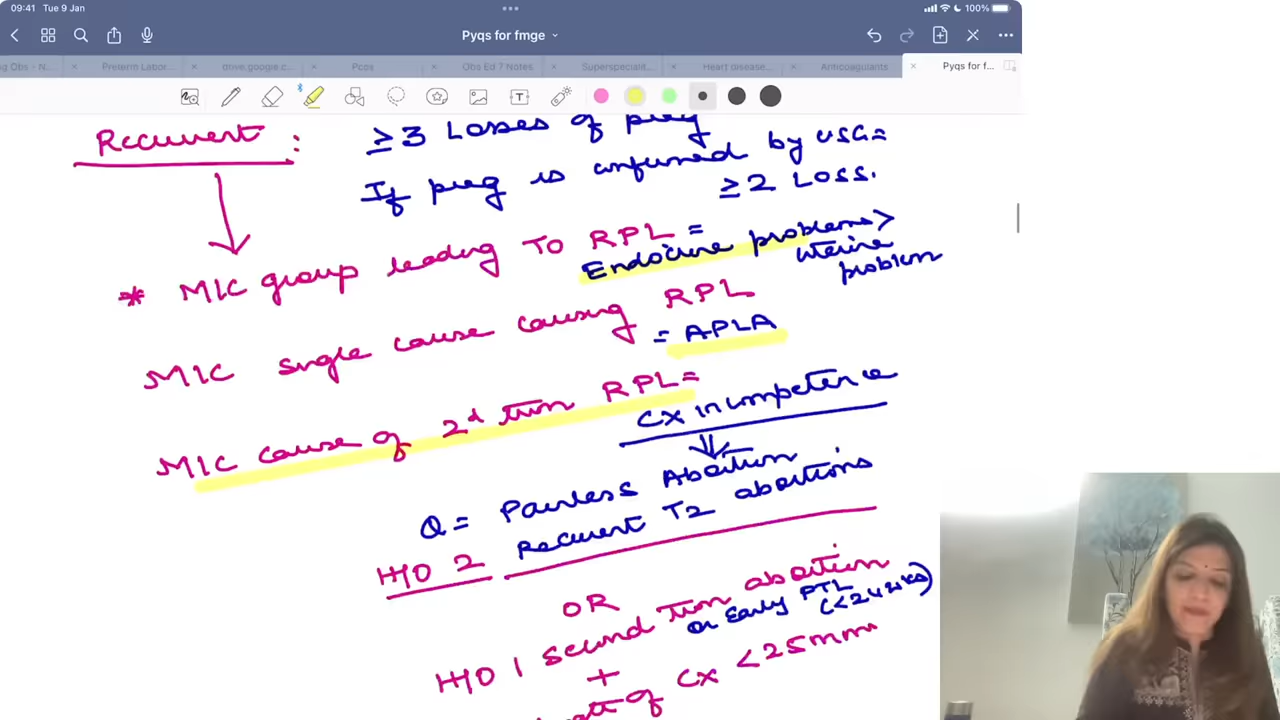 09:41 Tue 9 Jan
100%
Pyqs for fmge
ng Obs - N...
Preterm Labor...
drive.google.c...
Pcos
Obs Ed 7 Notes
Superspecialit...
Heart disease...
Anticoagulants
Pyqs for f...
Recurrent :
≥3 Losses of preg
If preg is confirmed by USG=
≥2 Loss.
* M/C group leading To RPL =
Endocrine problems >
uterine
problem
M/C single cause causing RPL
= APLA
M/C cause of 2nd trim RPL=
Cx incompetence
Q = Painless Abortion
Recurrent T2 abortions
H/O 2
OR
H/O 1 second trim abortion
or Early PTL
(<24wks)
+
of Cx <25mm